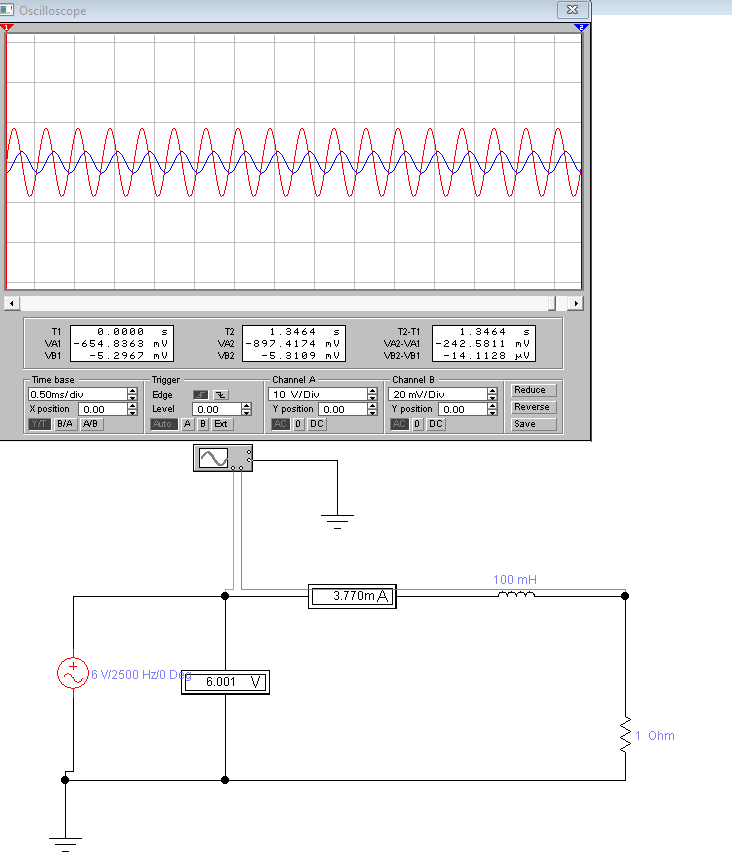 Oscilloscope
1 2
T1 0.0000 s T2 1.3464 s T2-T1 1.3464 s
VA1 -654.8363 mV VA2 -897.4174 mV VA2-VA1 -242.5811 mV
VB1 -5.2967 mV VB2 -5.3109 mV VB2-VB1 -14.1128 µV
Time base Trigger Channel A Channel B
0.50ms/div Edge 10 V/Div 20 mV/Div Reduce
X position 0.00 Level 0.00 Y position 0.00 Y position 0.00 Reverse
Y/T B/A A/B Auto A B Ext AC 0 DC AC 0 DC Save
100 mH
3.770m A
6 V/2500 Hz/0 Deg
6.001 V
1 Ohm